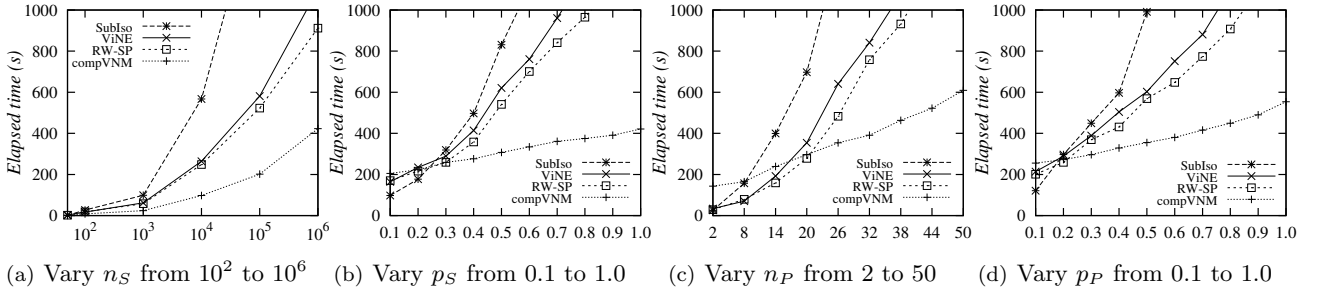 Elapsed time (s)
1000
800
600
400
200
0
SubIso
ViNE
RW-SP
compVNM
10^2 10^3 10^4 10^5 10^6
(a) Vary n_S from 10^2 to 10^6
Elapsed time (s)
1000
800
600
400
200
0
SubIso
ViNE
RW-SP
compVNM
0.1 0.2 0.3 0.4 0.5 0.6 0.7 0.8 0.9 1.0
(b) Vary p_S from 0.1 to 1.0
Elapsed time (s)
1000
800
600
400
200
0
SubIso
ViNE
RW-SP
compVNM
2 8 14 20 26 32 38 44 50
(c) Vary n_P from 2 to 50
Elapsed time (s)
1000
800
600
400
200
0
SubIso
ViNE
RW-SP
compVNM
0.1 0.2 0.3 0.4 0.5 0.6 0.7 0.8 0.9 1.0
(d) Vary p_P from 0.1 to 1.0